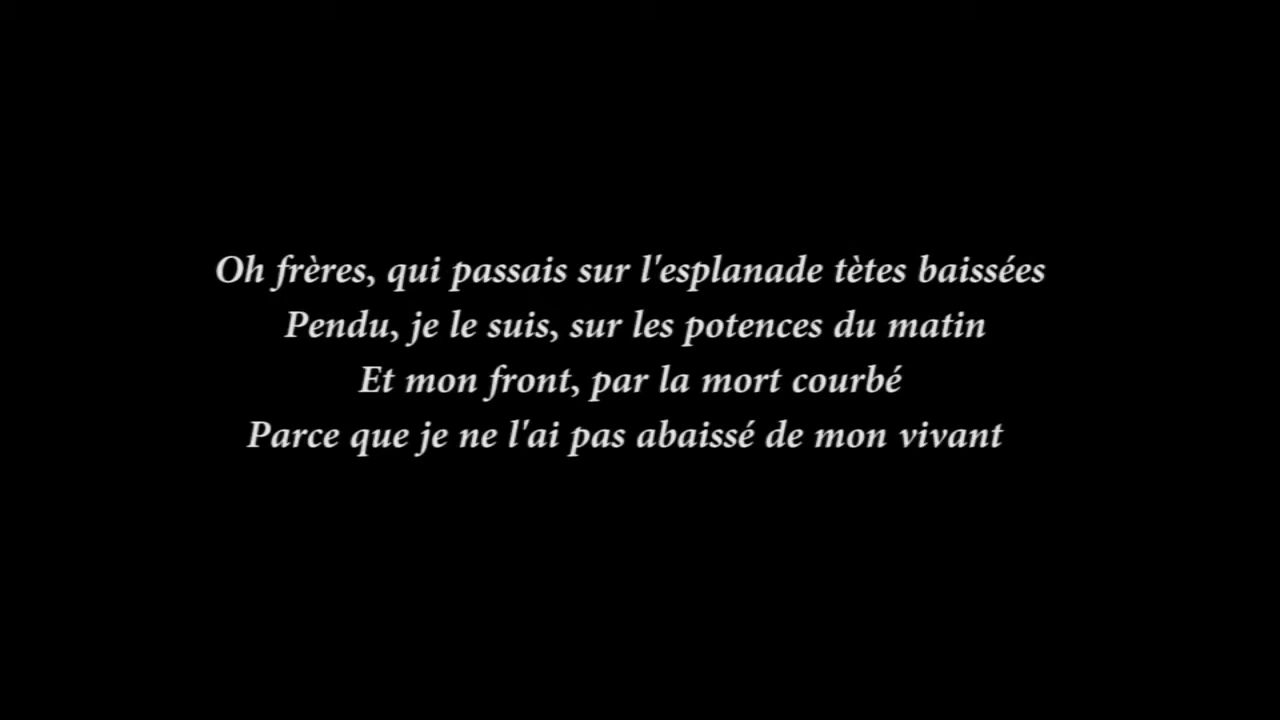 Oh frères, qui passais sur l'esplanade tètes baissées
Pendu, je le suis, sur les potences du matin
Et mon front, par la mort courbé
Parce que je ne l'ai pas abaissé de mon vivant